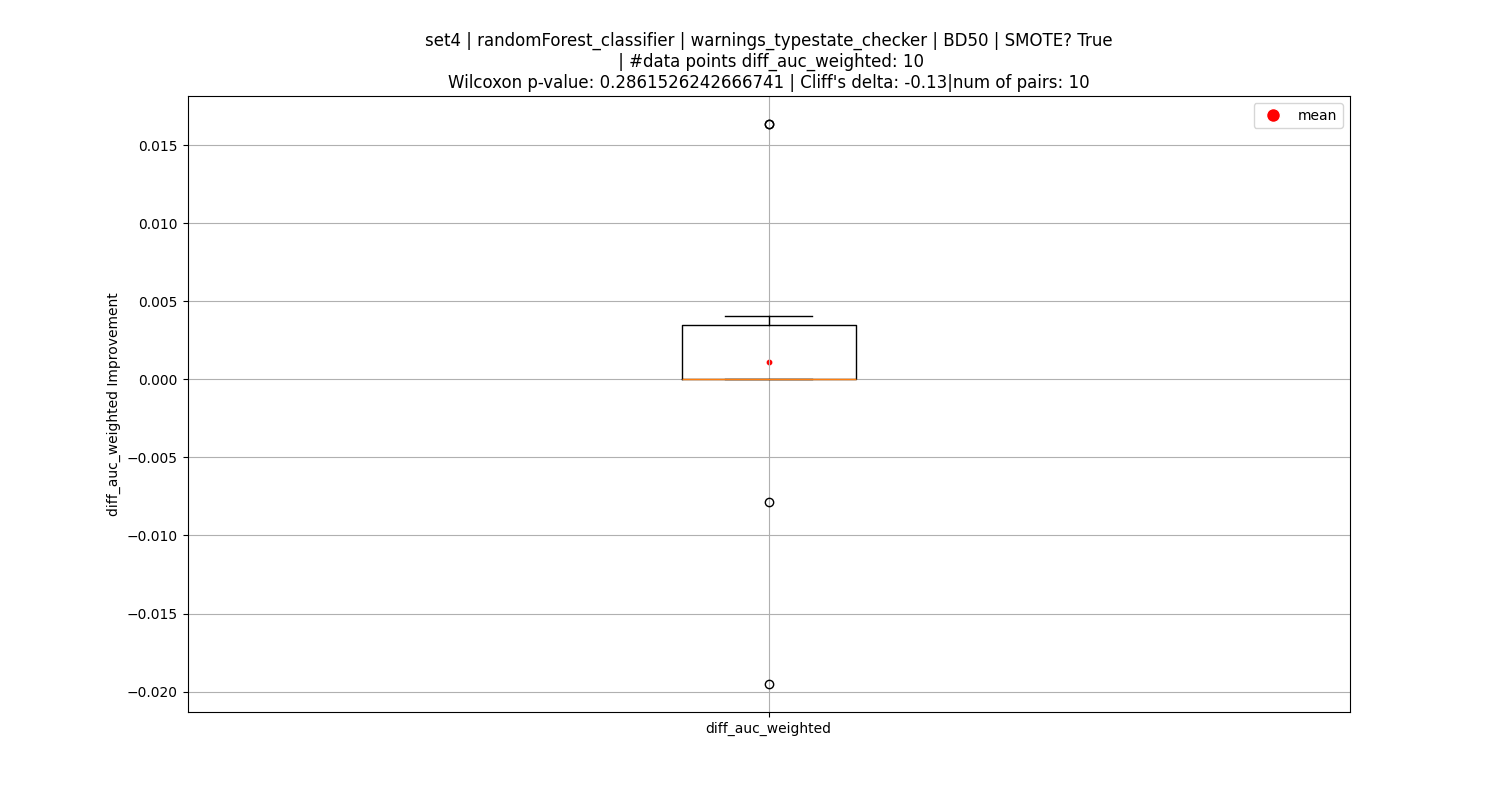 set4 | randomForest_classifier | warnings_typestate_checker | BD50 | SMOTE? True
| #data points diff_auc_weighted: 10
Wilcoxon p-value: 0.2861526242666741 | Cliff's delta: -0.13|num of pairs: 10
mean
0.015
0.010
0.005
0.000
−0.005
−0.010
−0.015
−0.020
diff_auc_weighted Improvement
diff_auc_weighted